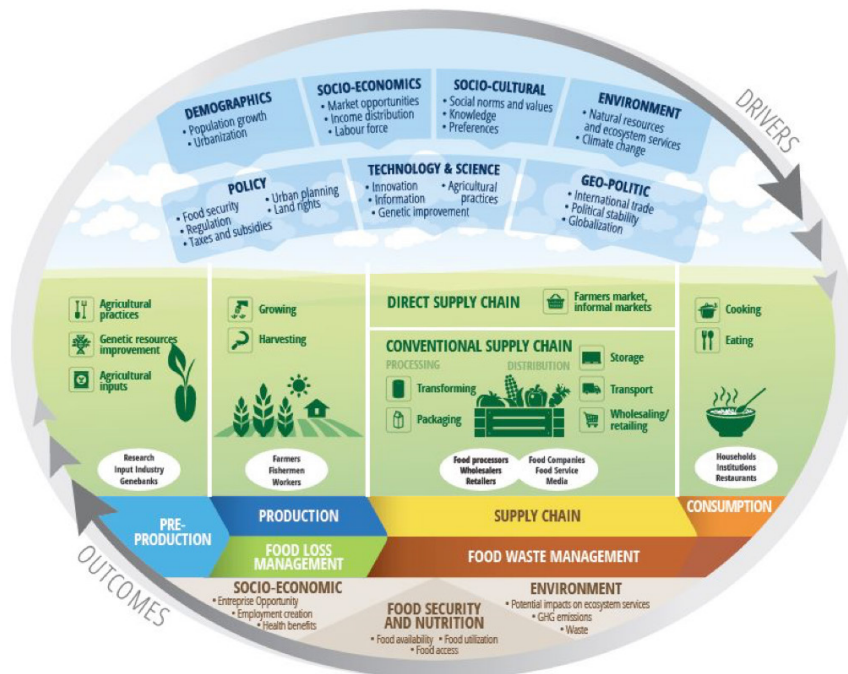 DRIVERS
DEMOGRAPHICS
• Population growth
• Urbanization
SOCIO-ECONOMICS
• Market opportunities
• Income distribution
• Labour force
SOCIO-CULTURAL
• Social norms and values
• Knowledge
• Preferences
ENVIRONMENT
• Natural resources
and ecosystem services
• Climate change
POLICY
• Food security
• Regulation
• Taxes and subsidies
• Urban planning
• Land rights
TECHNOLOGY & SCIENCE
• Innovation
• Information
• Genetic improvement
• Agricultural
practices
GEO-POLITIC
• International trade
• Political stability
• Globalization
Agricultural
practices
Genetic resources
improvement
Agricultural
inputs
Research
Input Industry
Genebanks
Growing
Harvesting
Farmers
Fishermen
Workers
DIRECT SUPPLY CHAIN
Farmers market,
informal markets
CONVENTIONAL SUPPLY CHAIN
PROCESSING
DISTRIBUTION
Transforming
Packaging
Storage
Transport
Wholesaling/
retailing
Food processors
Wholesalers
Retailers
Food Companies
Food Service
Media
Cooking
Eating
Households
Institutions
Restaurants
PRE-
PRODUCTION
PRODUCTION
SUPPLY CHAIN
CONSUMPTION
FOOD LOSS
MANAGEMENT
FOOD WASTE MANAGEMENT
OUTCOMES
SOCIO-ECONOMIC
• Entreprise Opportunity
• Employment creation
• Health benefits
FOOD SECURITY
AND NUTRITION
• Food availability • Food utilization
• Food access
ENVIRONMENT
• Potential impacts on ecosystem services
• GHG emissions
• Waste